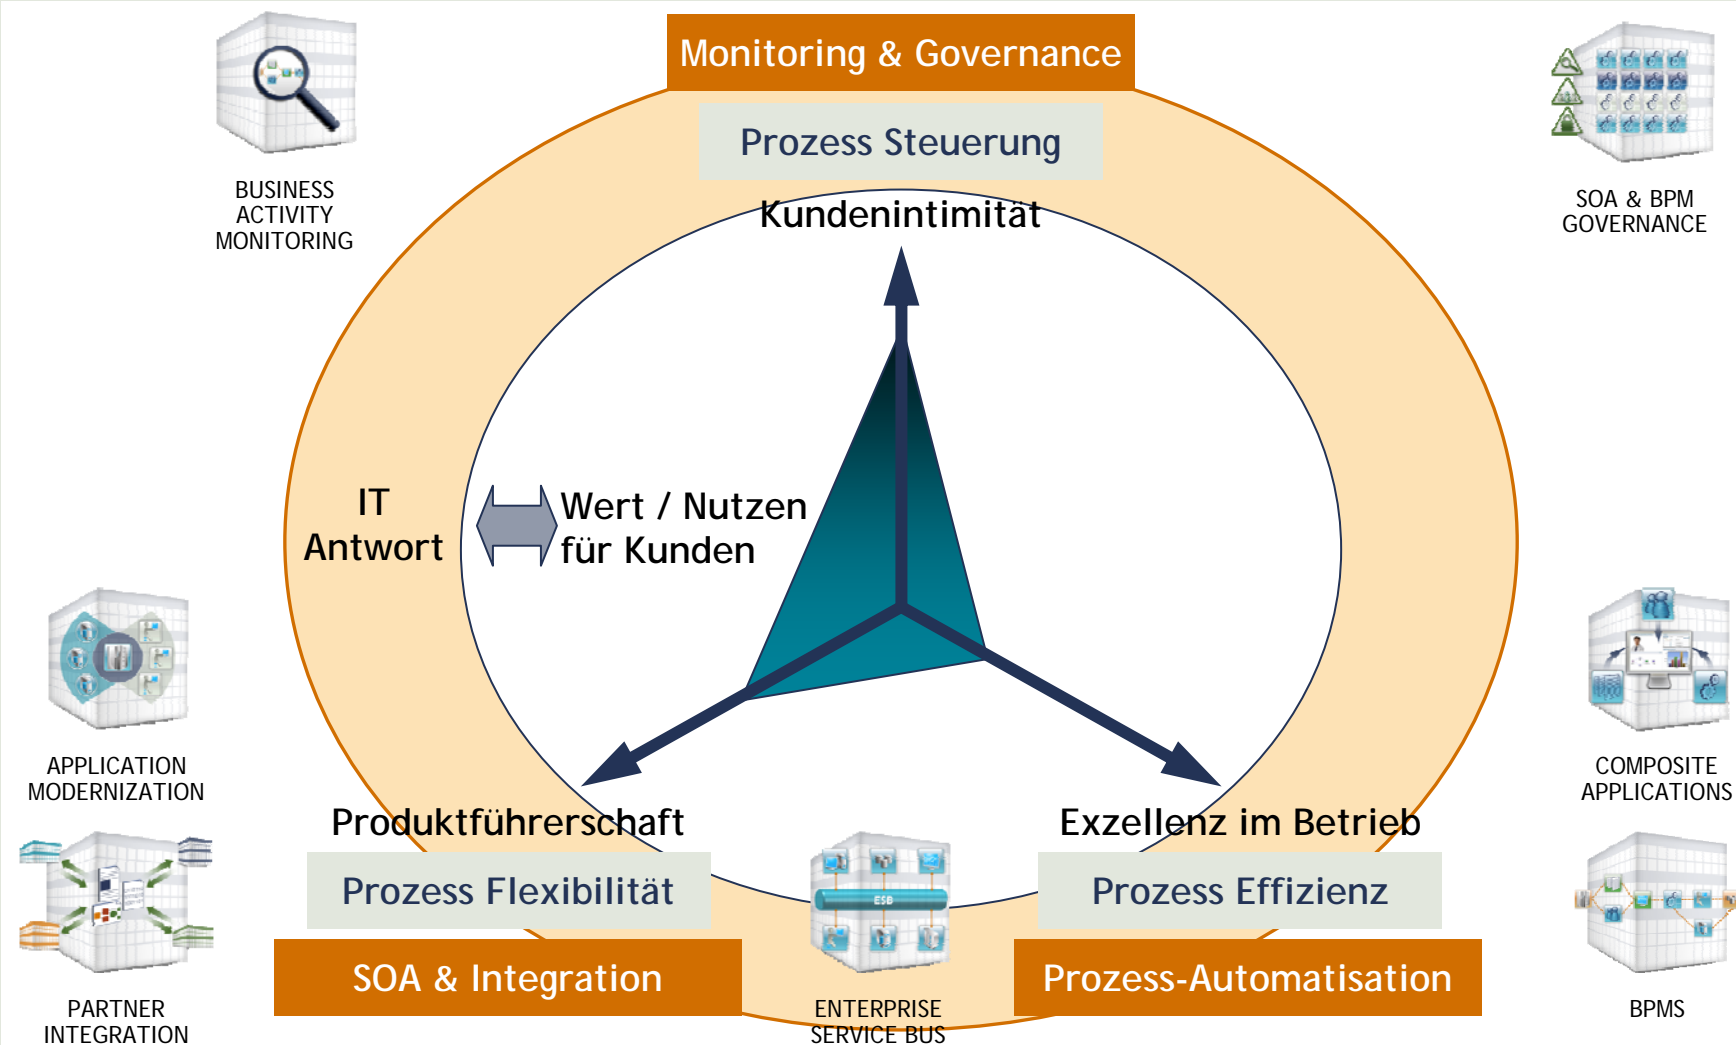 Monitoring & Governance
Prozess Steuerung
Kundenintimität
BUSINESS
ACTIVITY
MONITORING
SOA & BPM
GOVERNANCE
IT
Antwort
Wert / Nutzen
für Kunden
APPLICATION
MODERNIZATION
COMPOSITE
APPLICATIONS
Produktführerschaft
Exzellenz im Betrieb
Prozess Flexibilität
ESB
Prozess Effizienz
SOA & Integration
Prozess-Automatisation
PARTNER
INTEGRATION
ENTERPRISE
SERVICE BUS
BPMS